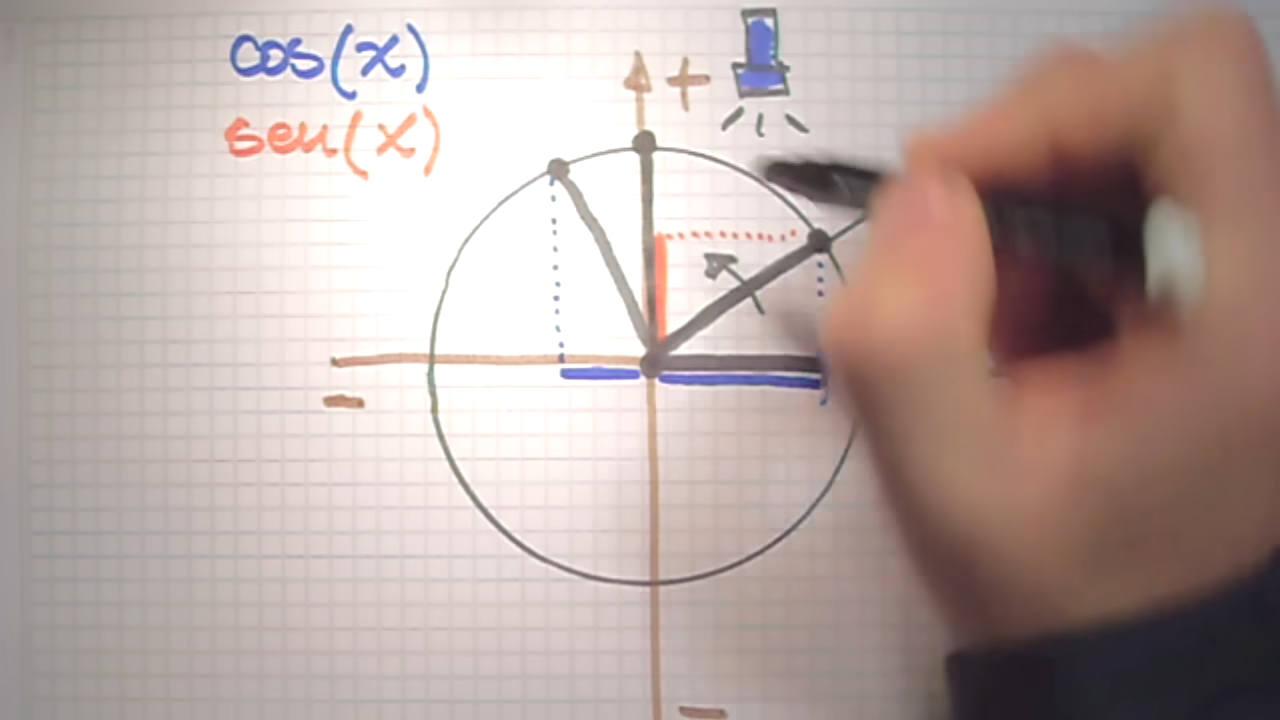 cos(x)
sen(x)
+
-
-